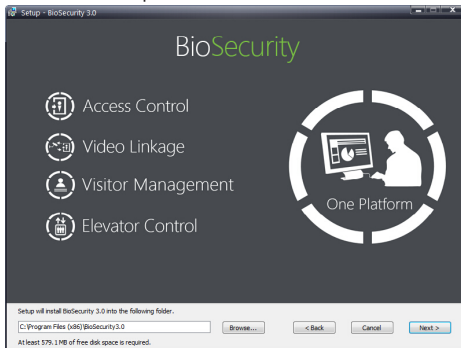 Setup - BioSecurity 3.0
BioSecurity
Access Control
Video Linkage
Visitor Management
Elevator Control
One Platform
Setup will install BioSecurity 3.0 into the following folder.
C:\Program Files (x86)\BioSecurity3.0
Browse...
< Back
Cancel
Next >
At least 579.1 MB of free disk space is required.